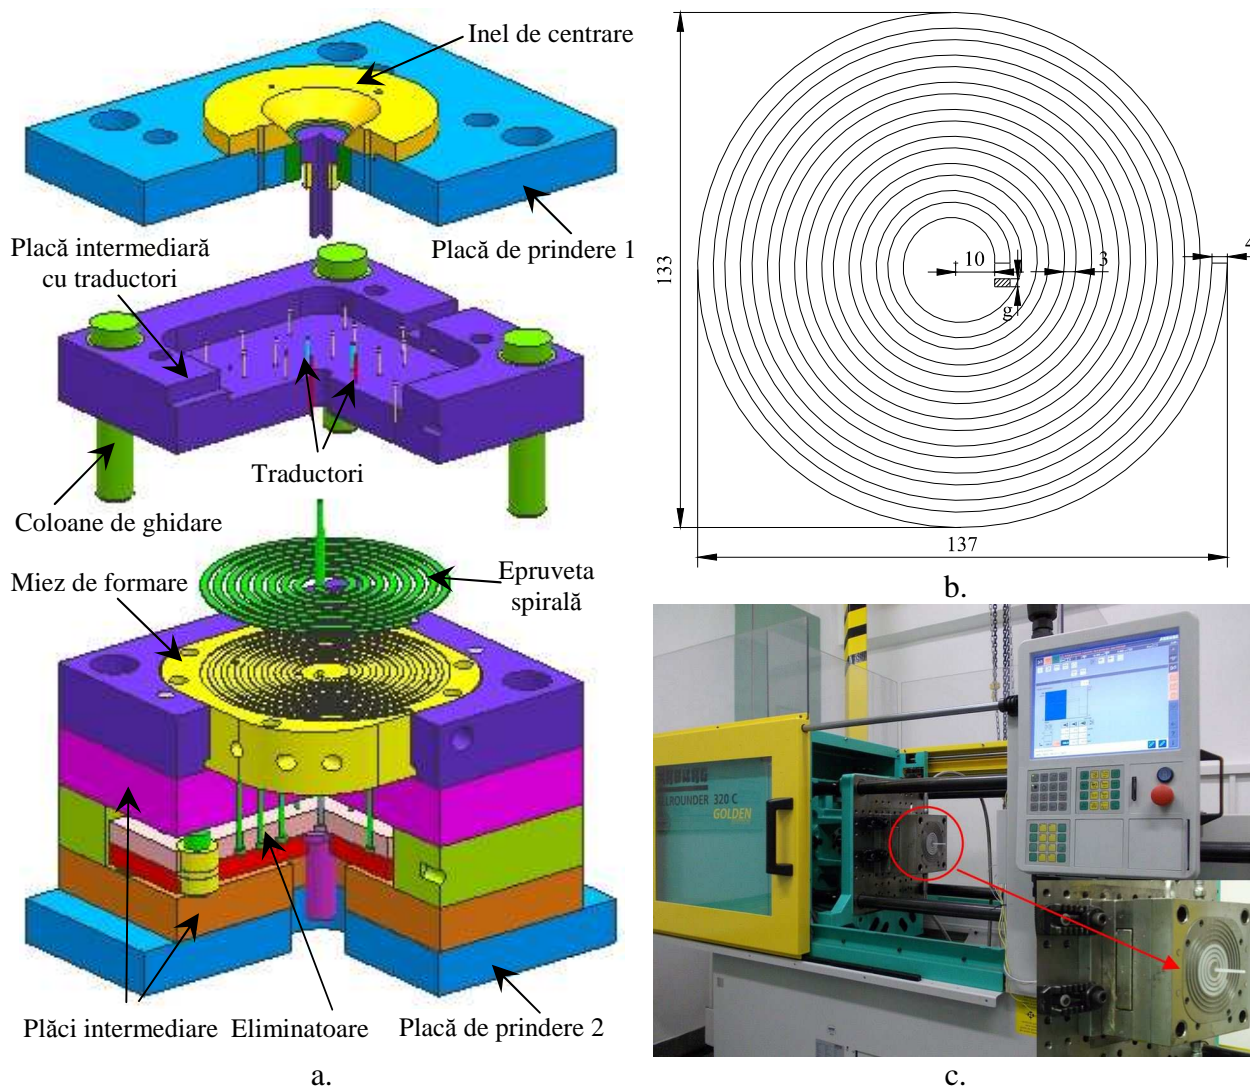 Inel de centrare
Placă de prindere 1
Placă intermediară
cu traductori
Traductori
Coloane de ghidare
Miez de formare
Epruveta
spirală
Plăci intermediare
Eliminatoare
Placă de prindere 2
a.
133
10
3
4
g
137
b.
320 C
GOLDEN
c.